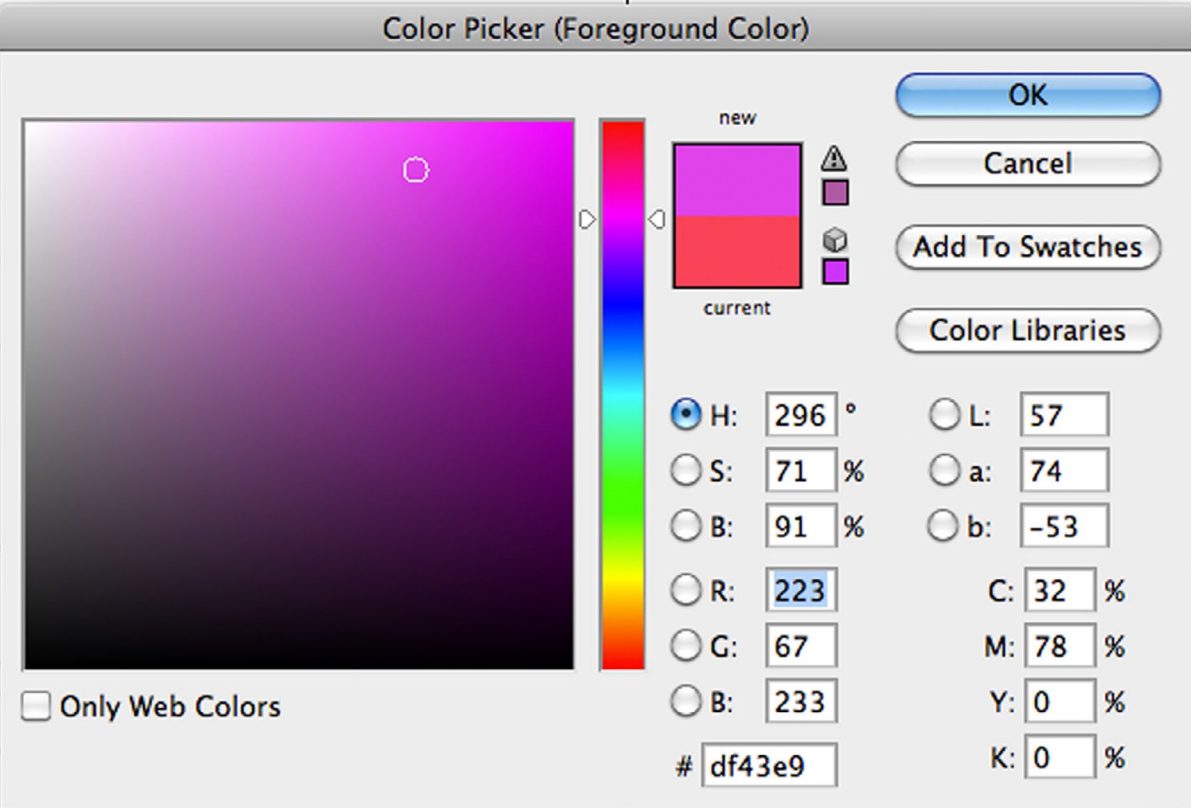 Color Picker (Foreground Color)
new
current
OK
Cancel
Add To Swatches
Color Libraries
H: 296 °
S: 71 %
B: 91 %
R: 223
G: 67
B: 233
# df43e9
L: 57
a: 74
b: -53
C: 32 %
M: 78 %
Y: 0 %
K: 0 %
Only Web Colors